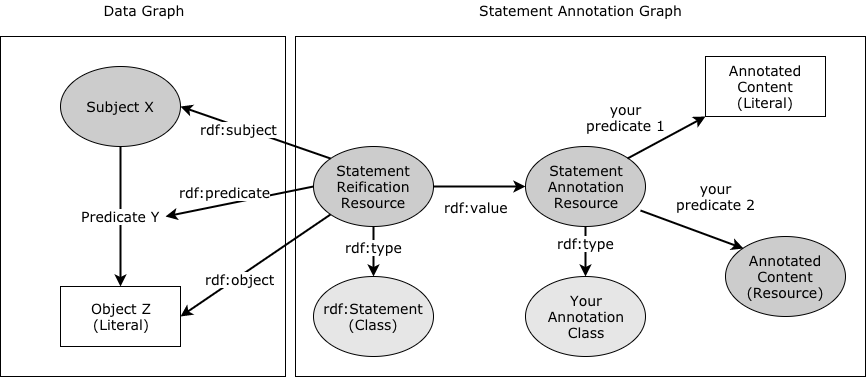 Data Graph
Statement Annotation Graph
Subject X
rdf:subject
rdf:predicate
Predicate Y
rdf:object
Object Z
(Literal)
Statement
Reification
Resource
rdf:value
rdf:type
rdf:Statement
(Class)
Statement
Annotation
Resource
rdf:type
Your
Annotation
Class
your
predicate 1
Annotated
Content
(Literal)
your
predicate 2
Annotated
Content
(Resource)